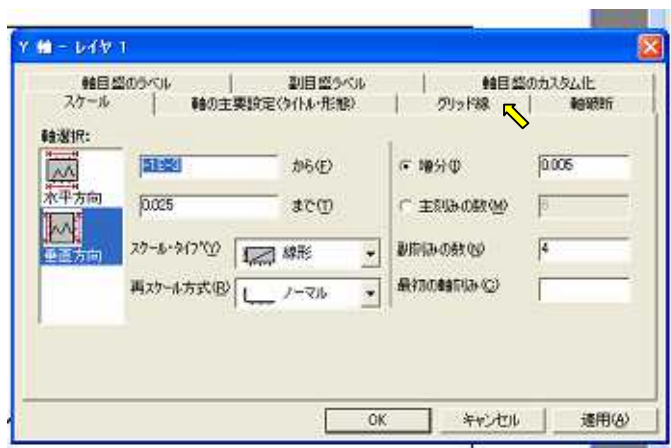 Y 軸 - レイヤ 1
軸目盛のラベル
副目盛ラベル
軸目盛のカスタム化
スケール
軸の主要設定(タイトル・形態)
グリッド線
軸破断
軸選択:
水平方向
垂直方向
-1E-3
から(F)
0.025
まで(T)
スケール・タイプ(Y)
線形
再スケール方式(R)
ノーマル
増分(I)
0.005
主刻みの数(M)
6
副刻みの数(N)
4
最初の軸刻み(G)
OK
キャンセル
適用(A)